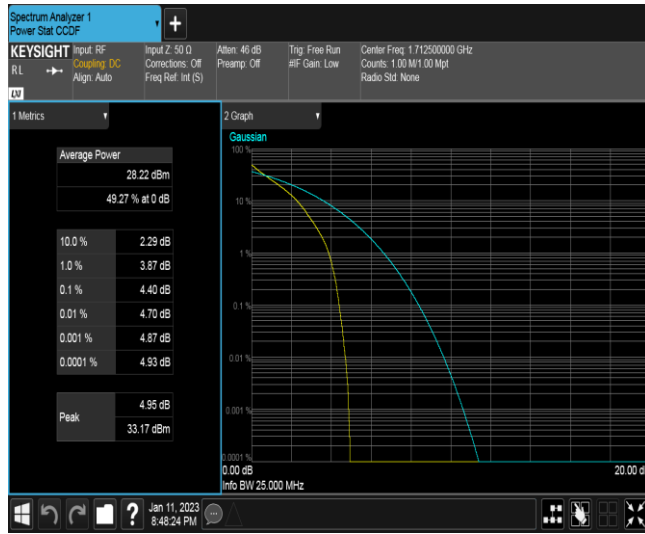 Spectrum Analyzer 1
Power Stat CCDF
+
KEYSIGHT
RL
LXI
Input: RF
Coupling: DC
Align: Auto
Input Z: 50 Ω
Corrections: Off
Freq Ref: Int (S)
Atten: 46 dB
Preamp: Off
Trig: Free Run
#IF Gain: Low
Center Freq: 1.712500000 GHz
Counts: 1.00 M/1.00 Mpt
Radio Std: None
1 Metrics
Average Power
28.22 dBm
49.27 % at 0 dB
10.0 % 2.29 dB
1.0 % 3.87 dB
0.1 % 4.40 dB
0.01 % 4.70 dB
0.001 % 4.87 dB
0.0001 % 4.93 dB
Peak
4.95 dB
33.17 dBm
2 Graph
Gaussian
100 %
10 %
1 %
0.1 %
0.01 %
0.001 %
0.0001 %
0.00 dB
20.00 d
Info BW 25.000 MHz
?
Jan 11, 2023
8:48:24 PM